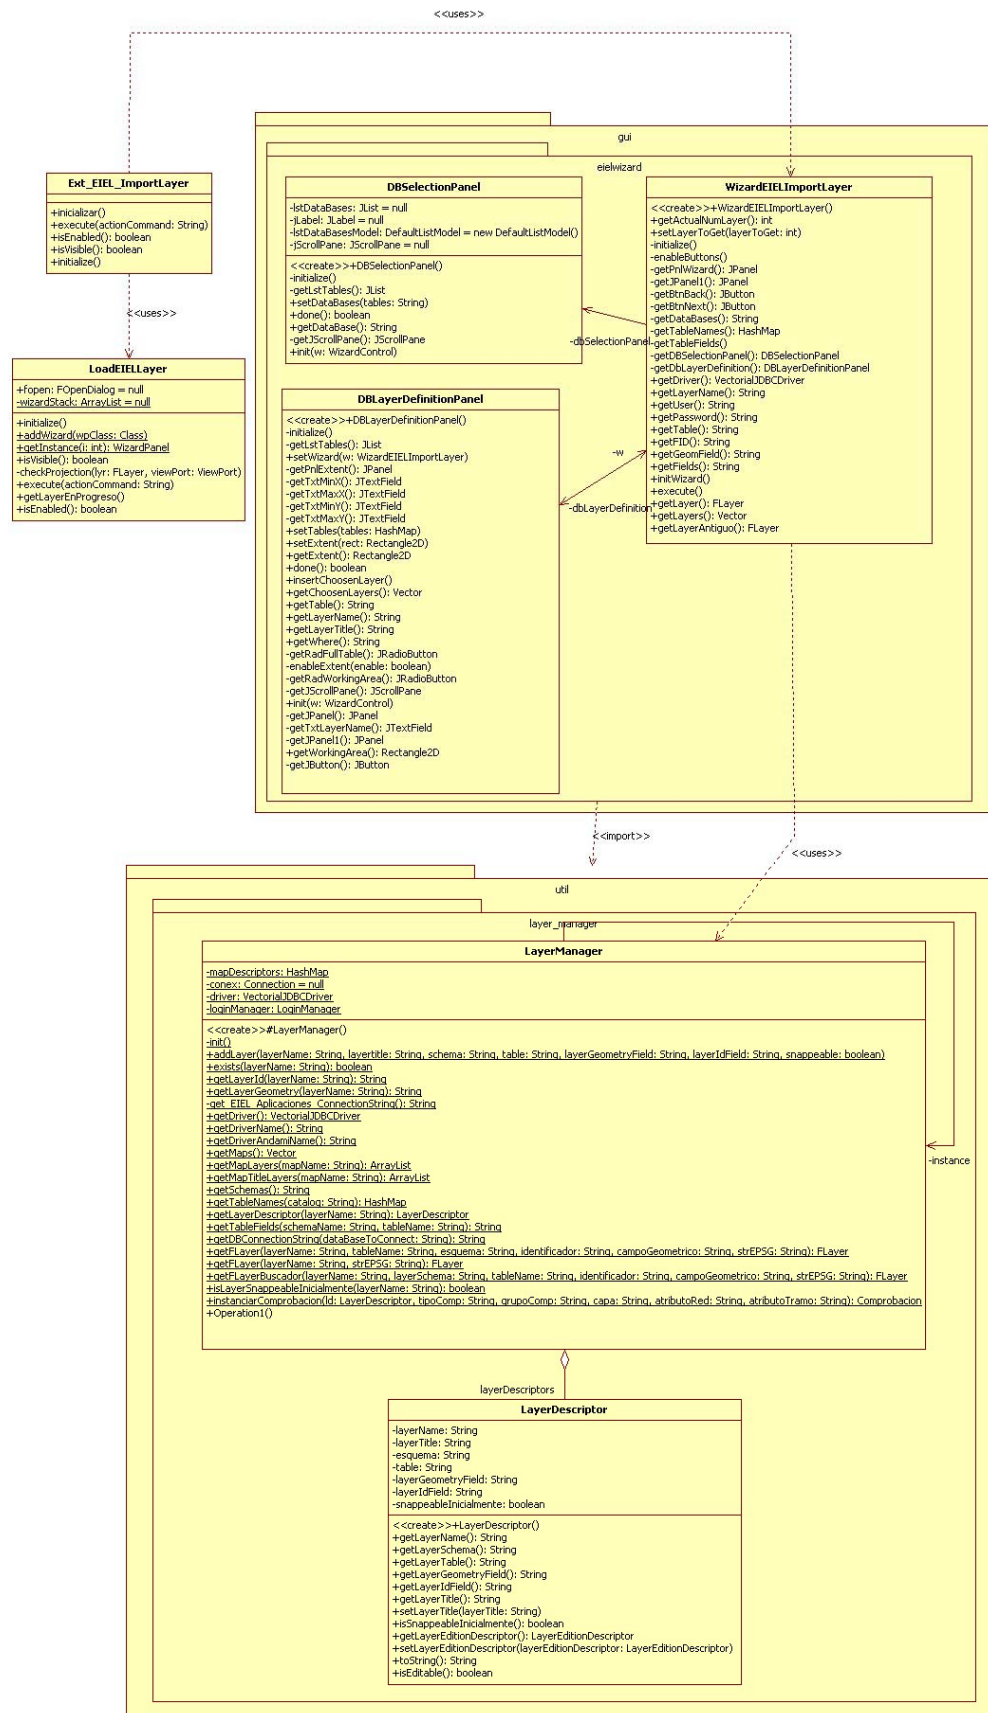 <<uses>>
gui
eielwizard
Ext_EIEL_ImportLayer
+inicializar()
+execute(actionCommand: String)
+isEnabled(): boolean
+isVisible(): boolean
+initialize()
<<uses>>
LoadEIELLayer
+fopen: FOpenDialog = null
-wizardStack: ArrayList = null
+initialize()
+addWizard(wpClass: Class)
+getInstance(i: int): WizardPanel
+isVisible(): boolean
-checkProjection(lyr: FLayer, viewPort: ViewPort)
+execute(actionCommand: String)
+getLayerEnProgreso()
+isEnabled(): boolean
DBSelectionPanel
-lstDataBases: JList = null
-jLabel: JLabel = null
-lstDataBasesModel: DefaultListModel = new DefaultListModel()
-jScrollPane: JScrollPane = null
<<create>>+DBSelectionPanel()
-initialize()
-getLstTables(): JList
+setDataBases(tables: String)
+done(): boolean
+getDataBase(): String
-getJScrollPane(): JScrollPane
+init(w: WizardControl)
WizardEIELImportLayer
<<create>>+WizardEIELImportLayer()
+getActualNumLayer(): int
+setLayerToGet(layerToGet: int)
-initialize()
-enableButtons()
-getPnlWizard(): JPanel
-getJPanel1(): JPanel
-getBtnBack(): JButton
-getBtnNext(): JButton
-getDataBases(): String
-getTableNames(): HashMap
-getTableFields()
-getDBSelectionPanel(): DBSelectionPanel
-getDbLayerDefinition(): DBLayerDefinitionPanel
+getDriver(): VectorialJDBCDriver
+getLayerName(): String
+getUser(): String
+getPassword(): String
+getTable(): String
+getFID(): String
+getGeomField(): String
+getFields(): String
+initWizard()
+execute()
+getLayer(): FLayer
+getLayers(): Vector
+getLayerAntiguo(): FLayer
-dbSelectionPanel
-w
-dbLayerDefinition
DBLayerDefinitionPanel
<<create>>+DBLayerDefinitionPanel()
-initialize()
-getLstTables(): JList
+setWizard(w: WizardEIELImportLayer)
-getPnlExtent(): JPanel
-getTxtMinX(): JTextField
-getTxtMaxX(): JTextField
-getTxtMinY(): JTextField
-getTxtMaxY(): JTextField
+setTables(tables: HashMap)
+setExtent(rect: Rectangle2D)
+getExtent(): Rectangle2D
+done(): boolean
+insertChoosenLayer()
+getChoosenLayers(): Vector
+getTable(): String
+getLayerName(): String
+getLayerTitle(): String
+getWhere(): String
-getRadFullTable(): JRadioButton
-enableExtent(enable: boolean)
-getRadWorkingArea(): JRadioButton
-getJScrollPane(): JScrollPane
+init(w: WizardControl)
-getJPanel(): JPanel
-getTxtLayerName(): JTextField
-getJPanel1(): JPanel
+getWorkingArea(): Rectangle2D
-getJButton(): JButton
<<import>>
<<uses>>
util
layer_manager
LayerManager
-mapDescriptors: HashMap
-conex: Connection = null
-driver: VectorialJDBCDriver
-loginManager: LoginManager
<<create>>#LayerManager()
-init()
+addLayer(layerName: String, layertitle: String, schema: String, table: String, layerGeometryField: String, layerIdField: String, snappeable: boolean)
+exists(layerName: String): boolean
+getLayerId(layerName: String): String
+getLayerGeometry(layerName: String): String
-get_EIEL_Aplicaciones_ConnectionString(): String
+getDriver(): VectorialJDBCDriver
+getDriverName(): String
+getDriverAndamiName(): String
+getMaps(): Vector
+getMapLayers(mapName: String): ArrayList
+getMapTitleLayers(mapName: String): ArrayList
+getSchemas(): String
+getTableNames(catalog: String): HashMap
+getLayerDescriptor(layerName: String): LayerDescriptor
+getTableFields(schemaName: String, tableName: String): String
+getDBConnectionString(dataBaseToConnect: String): String
+getFLayer(layerName: String, tableName: String, esquema: String, identificador: String, campoGeometrico: String, strEPSG: String): FLayer
+getFLayer(layerName: String, strEPSG: String): FLayer
+getFLayerBuscador(layerName: String, layerSchema: String, tableName: String, identificador: String, campoGeometrico: String, strEPSG: String): FLayer
+isLayerSnappeableInicialmente(layerName: String): boolean
+instanciarComprobacion(ld: LayerDescriptor, tipoComp: String, grupoComp: String, capa: String, atributoRed: String, atributoTramo: String): Comprobacion
+Operation1()
-instance
layerDescriptors
LayerDescriptor
-layerName: String
-layerTitle: String
-esquema: String
-table: String
-layerGeometryField: String
-layerIdField: String
-snappeableInicialmente: boolean
<<create>>+LayerDescriptor()
+getLayerName(): String
+getLayerSchema(): String
+getLayerTable(): String
+getLayerGeometryField(): String
+getLayerIdField(): String
+getLayerTitle(): String
+setLayerTitle(layerTitle: String)
+isSnappeableInicialmente(): boolean
+getLayerEditionDescriptor(): LayerEditionDescriptor
+setLayerEditionDescriptor(layerEditionDescriptor: LayerEditionDescriptor)
+toString(): String
+isEditable(): boolean